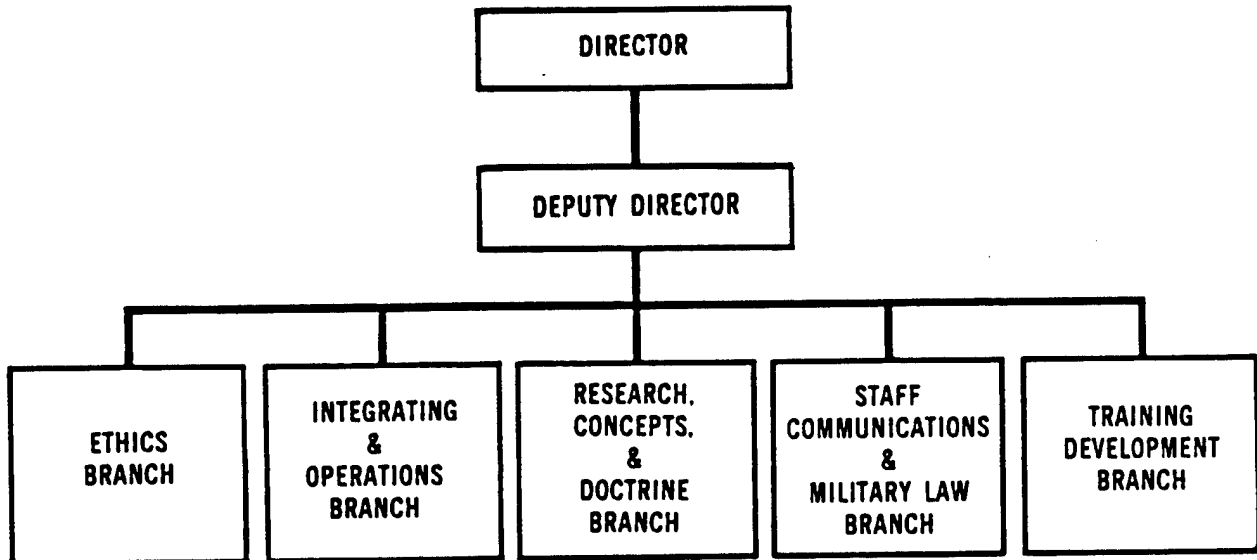 DIRECTOR
DEPUTY DIRECTOR
ETHICS
BRANCH
INTEGRATING
&
OPERATIONS
BRANCH
RESEARCH,
CONCEPTS,
&
DOCTRINE
BRANCH
STAFF
COMMUNICATIONS
&
MILITARY LAW
BRANCH
TRAINING
DEVELOPMENT
BRANCH